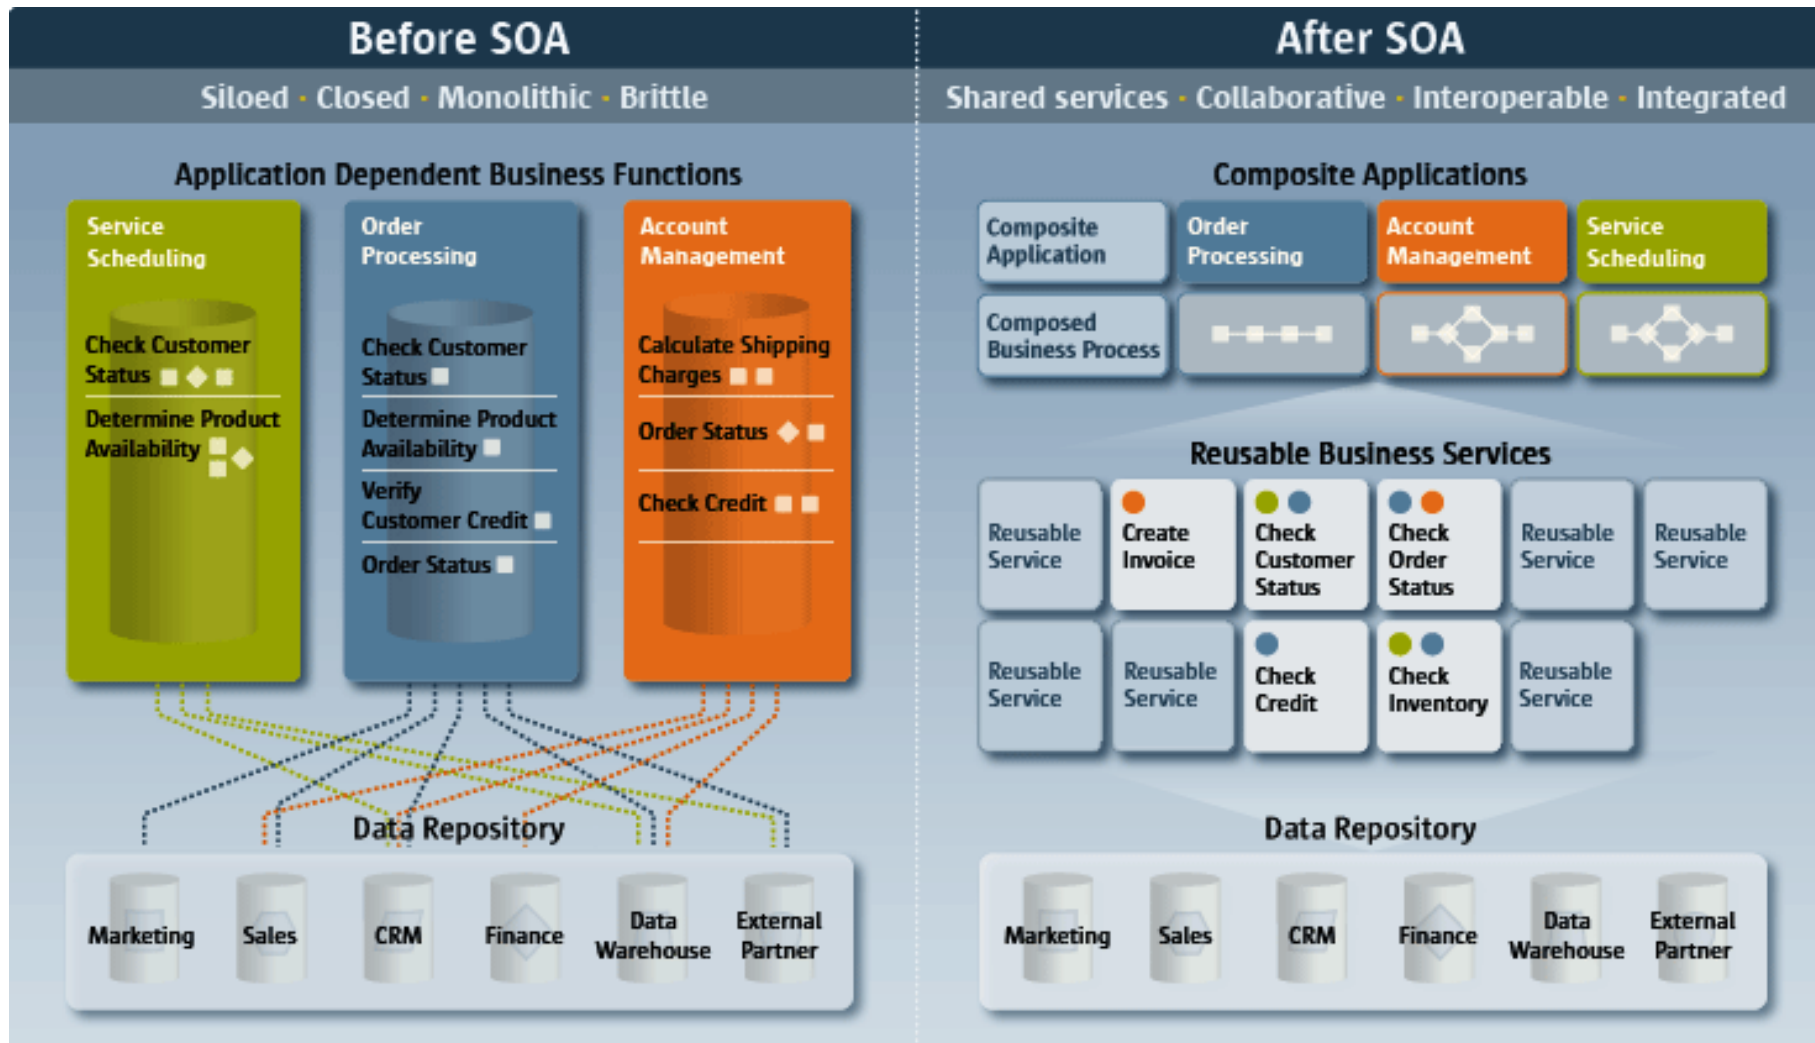 Before SOA
Siloed · Closed · Monolithic · Brittle
Application Dependent Business Functions
Service
Scheduling
Check Customer
Status
Determine Product
Availability
Order
Processing
Check Customer
Status
Determine Product
Availability
Verify
Customer Credit
Order Status
Account
Management
Calculate Shipping
Charges
Order Status
Check Credit
Data Repository
Marketing
Sales
CRM
Finance
Data
Warehouse
External
Partner
After SOA
Shared services · Collaborative · Interoperable · Integrated
Composite Applications
Composite
Application
Order
Processing
Account
Management
Service
Scheduling
Composed
Business Process
Reusable Business Services
Reusable
Service
Create
Invoice
Check
Customer
Status
Check
Order
Status
Reusable
Service
Reusable
Service
Reusable
Service
Reusable
Service
Check
Credit
Check
Inventory
Reusable
Service
Data Repository
Marketing
Sales
CRM
Finance
Data
Warehouse
External
Partner